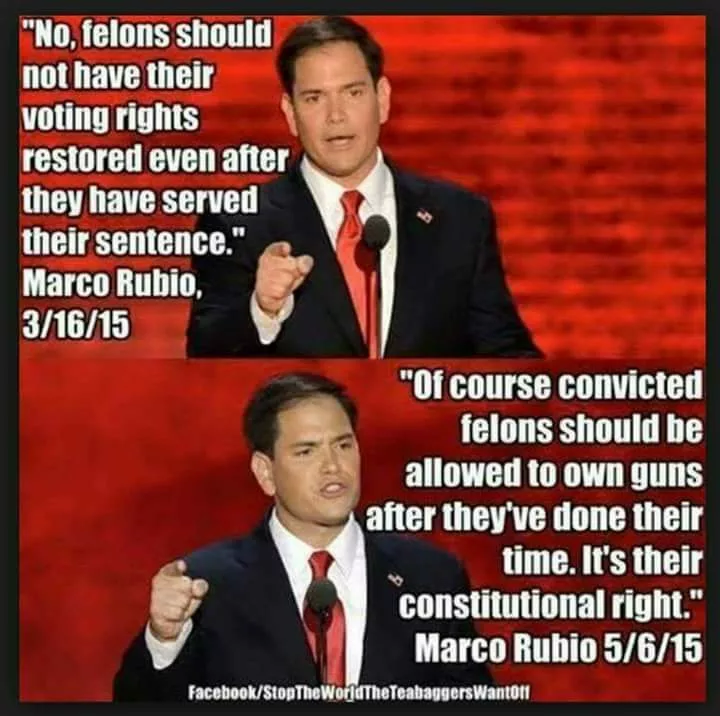 "No, felons should
not have their
voting rights
restored even after
they have served
their sentence."
Marco Rubio,
3/16/15
"Of course convicted
felons should be
allowed to own guns
after they've done their
time. It's their
constitutional right."
Marco Rubio 5/6/15
Facebook/StopTheWorldTheTeabaggersWantOff